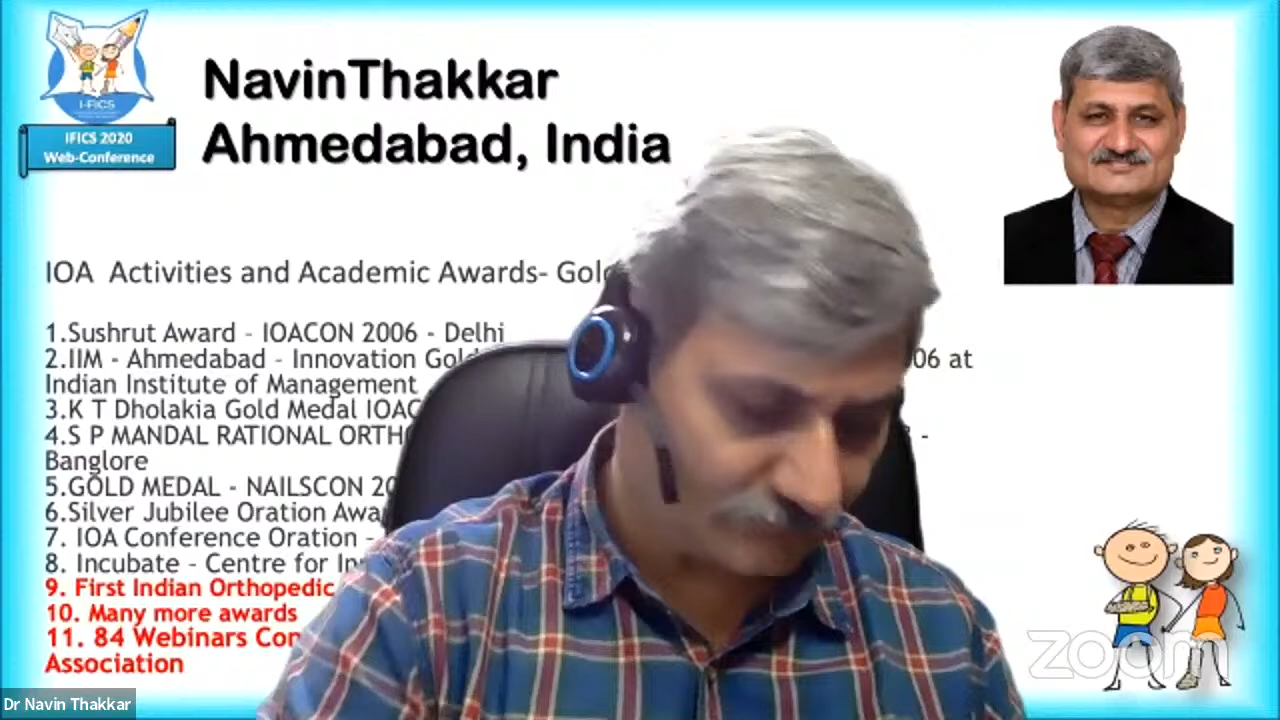 I-FICS
IFICS 2020
Web-Conference
NavinThakkar
Ahmedabad, India
IOA Activities and Academic Awards- Gold
1.Sushrut Award – IOACON 2006 - Delhi
2.IIM - Ahmedabad – Innovation Gold 06 at
Indian Institute of Management
3.K T Dholakia Gold Medal IOAC
4.S P MANDAL RATIONAL ORTHO -
Banglore
5.GOLD MEDAL - NAILSCON 20
6.Silver Jubilee Oration Awa
7. IOA Conference Oration –
8. Incubate – Centre for In
9. First Indian Orthopedic
10. Many more awards
11. 84 Webinars Con
Association
zoom
Dr Navin Thakkar